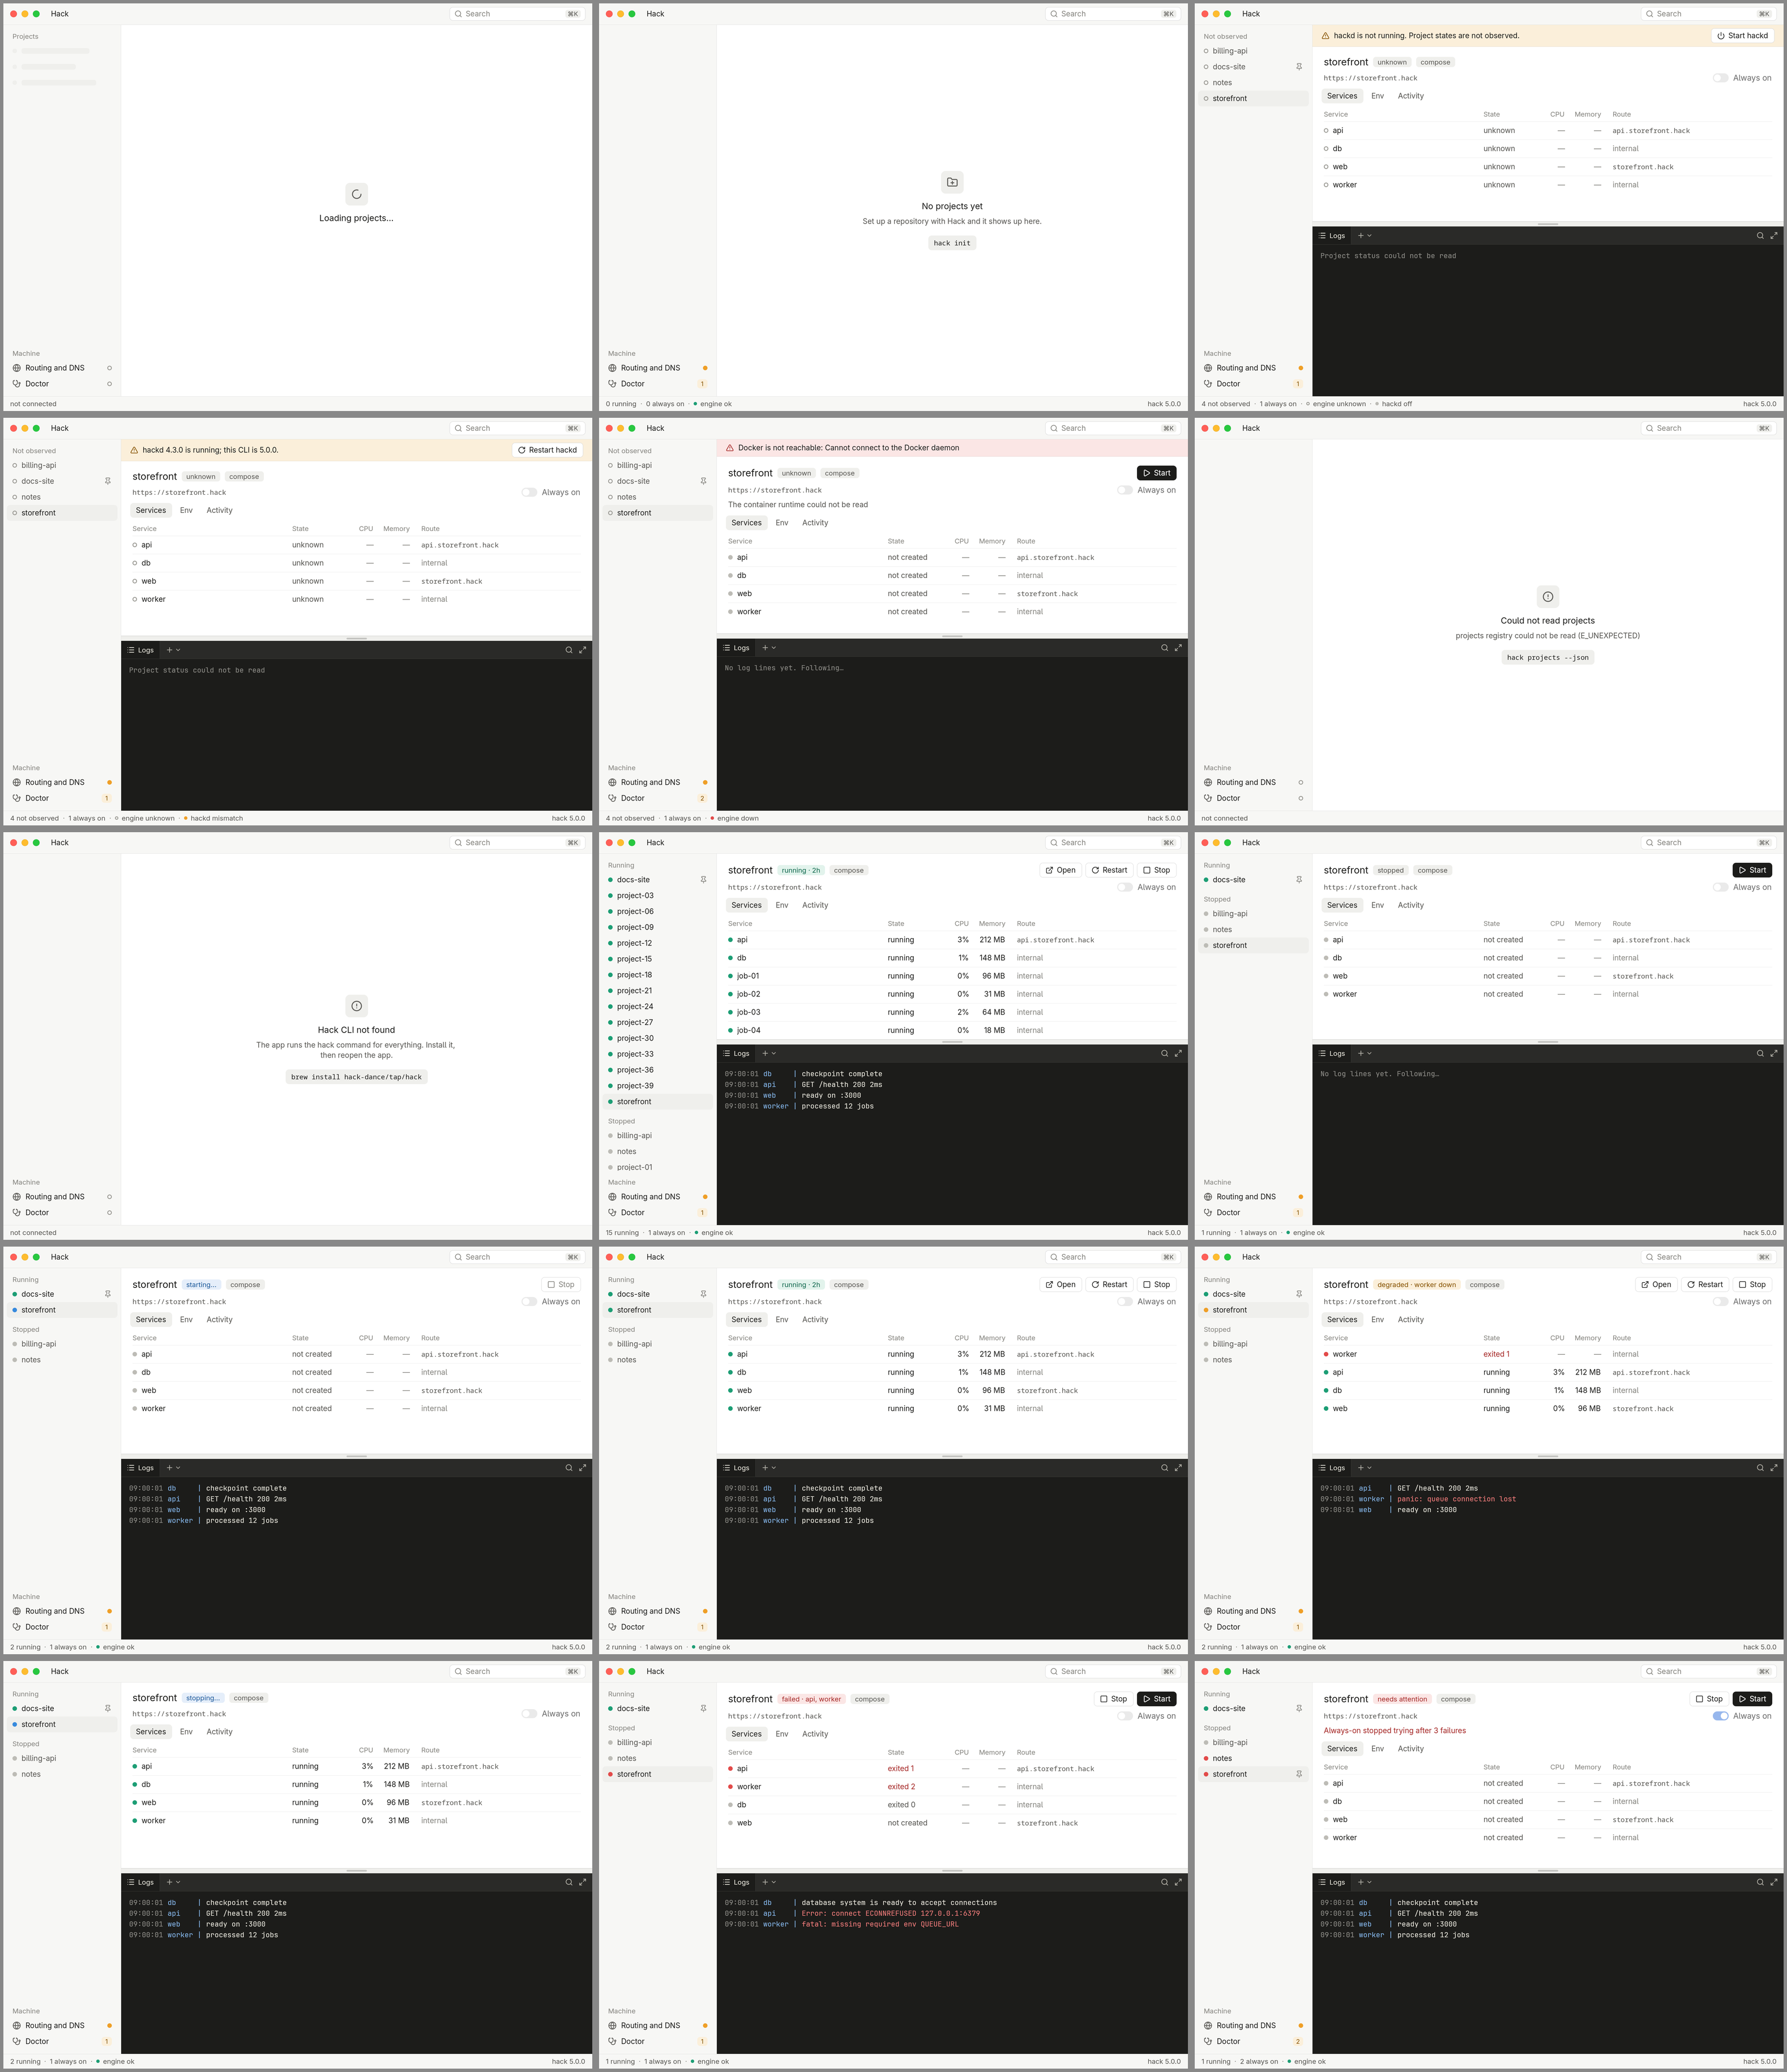 Hack
Search ⌘K
Projects
Loading projects...
Machine
Routing and DNS
Doctor
not connected
Hack
Search ⌘K
No projects yet
Set up a repository with Hack and it shows up here.
hack init
Machine
Routing and DNS
Doctor 1
0 running · 0 always on · engine ok hack 5.0.0
Hack
Search ⌘K
Not observed
billing-api
docs-site
notes
storefront
hackd is not running. Project states are not observed. Start hackd
storefront unknown compose
https://storefront.hack Always on
Services Env Activity
Service State CPU Memory Route
api unknown — — api.storefront.hack
db unknown — — internal
web unknown — — storefront.hack
worker unknown — — internal
Logs
Project status could not be read
Machine
Routing and DNS
Doctor 1
4 not observed · 1 always on · engine unknown · hackd off hack 5.0.0
Hack
Search ⌘K
Not observed
billing-api
docs-site
notes
storefront
hackd 4.3.0 is running; this CLI is 5.0.0. Restart hackd
storefront unknown compose
https://storefront.hack Always on
Services Env Activity
Service State CPU Memory Route
api unknown — — api.storefront.hack
db unknown — — internal
web unknown — — storefront.hack
worker unknown — — internal
Logs
Project status could not be read
Machine
Routing and DNS
Doctor 1
4 not observed · 1 always on · engine unknown · hackd mismatch hack 5.0.0
Hack
Search ⌘K
Not observed
billing-api
docs-site
notes
storefront
Docker is not reachable: Cannot connect to the Docker daemon
storefront unknown compose Start
https://storefront.hack Always on
The container runtime could not be read
Services Env Activity
Service State CPU Memory Route
api not created — — api.storefront.hack
db not created — — internal
web not created — — storefront.hack
worker not created — — internal
Logs
No log lines yet. Following…
Machine
Routing and DNS
Doctor 2
4 not observed · 1 always on · engine down hack 5.0.0
Hack
Search ⌘K
Could not read projects
projects registry could not be read (E_UNEXPECTED)
hack projects --json
Machine
Routing and DNS
Doctor
not connected
Hack
Search ⌘K
Hack CLI not found
The app runs the hack command for everything. Install it,
then reopen the app.
brew install hack-dance/tap/hack
Machine
Routing and DNS
Doctor
not connected
Hack
Search ⌘K
Running
docs-site
project-03
project-06
project-09
project-12
project-15
project-18
project-21
project-24
project-27
project-30
project-33
project-36
project-39
storefront
Stopped
billing-api
notes
project-01
storefront running · 2h compose Open Restart Stop
https://storefront.hack Always on
Services Env Activity
Service State CPU Memory Route
api running 3% 212 MB api.storefront.hack
db running 1% 148 MB internal
job-01 running 0% 96 MB internal
job-02 running 0% 31 MB internal
job-03 running 2% 64 MB internal
job-04 running 0% 18 MB internal
Logs
09:00:01 db | checkpoint complete
09:00:01 api | GET /health 200 2ms
09:00:01 web | ready on :3000
09:00:01 worker | processed 12 jobs
Machine
Routing and DNS
Doctor 1
15 running · 1 always on · engine ok hack 5.0.0
Hack
Search ⌘K
Running
docs-site
Stopped
billing-api
notes
storefront
storefront stopped compose Start
https://storefront.hack Always on
Services Env Activity
Service State CPU Memory Route
api not created — — api.storefront.hack
db not created — — internal
web not created — — storefront.hack
worker not created — — internal
Logs
No log lines yet. Following…
Machine
Routing and DNS
Doctor 1
1 running · 1 always on · engine ok hack 5.0.0
Hack
Search ⌘K
Running
docs-site
storefront
Stopped
billing-api
notes
storefront starting... compose Stop
https://storefront.hack Always on
Services Env Activity
Service State CPU Memory Route
api not created — — api.storefront.hack
db not created — — internal
web not created — — storefront.hack
worker not created — — internal
Logs
09:00:01 db | checkpoint complete
09:00:01 api | GET /health 200 2ms
09:00:01 web | ready on :3000
09:00:01 worker | processed 12 jobs
Machine
Routing and DNS
Doctor 1
2 running · 1 always on · engine ok hack 5.0.0
Hack
Search ⌘K
Running
docs-site
storefront
Stopped
billing-api
notes
storefront running · 2h compose Open Restart Stop
https://storefront.hack Always on
Services Env Activity
Service State CPU Memory Route
api running 3% 212 MB api.storefront.hack
db running 1% 148 MB internal
web running 0% 96 MB storefront.hack
worker running 0% 31 MB internal
Logs
09:00:01 db | checkpoint complete
09:00:01 api | GET /health 200 2ms
09:00:01 web | ready on :3000
09:00:01 worker | processed 12 jobs
Machine
Routing and DNS
Doctor 1
2 running · 1 always on · engine ok hack 5.0.0
Hack
Search ⌘K
Running
docs-site
storefront
Stopped
billing-api
notes
storefront degraded · worker down compose Open Restart Stop
https://storefront.hack Always on
Services Env Activity
Service State CPU Memory Route
worker exited 1 — — internal
api running 3% 212 MB api.storefront.hack
db running 1% 148 MB internal
web running 0% 96 MB storefront.hack
Logs
09:00:01 api | GET /health 200 2ms
09:00:01 worker | panic: queue connection lost
09:00:01 web | ready on :3000
Machine
Routing and DNS
Doctor 1
2 running · 1 always on · engine ok hack 5.0.0
Hack
Search ⌘K
Running
docs-site
storefront
Stopped
billing-api
notes
storefront stopping... compose
https://storefront.hack Always on
Services Env Activity
Service State CPU Memory Route
api running 3% 212 MB api.storefront.hack
db running 1% 148 MB internal
web running 0% 96 MB storefront.hack
worker running 0% 31 MB internal
Logs
09:00:01 db | checkpoint complete
09:00:01 api | GET /health 200 2ms
09:00:01 web | ready on :3000
09:00:01 worker | processed 12 jobs
Machine
Routing and DNS
Doctor 1
2 running · 1 always on · engine ok hack 5.0.0
Hack
Search ⌘K
Running
docs-site
Stopped
billing-api
notes
storefront
storefront failed · api, worker compose Stop Start
https://storefront.hack Always on
Services Env Activity
Service State CPU Memory Route
api exited 1 — — api.storefront.hack
worker exited 2 — — internal
db exited 0 — — internal
web not created — — storefront.hack
Logs
09:00:01 db | database system is ready to accept connections
09:00:01 api | Error: connect ECONNREFUSED 127.0.0.1:6379
09:00:01 worker | fatal: missing required env QUEUE_URL
Machine
Routing and DNS
Doctor 1
1 running · 1 always on · engine ok hack 5.0.0
Hack
Search ⌘K
Running
docs-site
Stopped
billing-api
notes
storefront
storefront needs attention compose Stop Start
https://storefront.hack Always on
Always-on stopped trying after 3 failures
Services Env Activity
Service State CPU Memory Route
api not created — — api.storefront.hack
db not created — — internal
web not created — — storefront.hack
worker not created — — internal
Logs
09:00:01 db | checkpoint complete
09:00:01 api | GET /health 200 2ms
09:00:01 web | ready on :3000
09:00:01 worker | processed 12 jobs
Machine
Routing and DNS
Doctor 2
1 running · 2 always on · engine ok hack 5.0.0